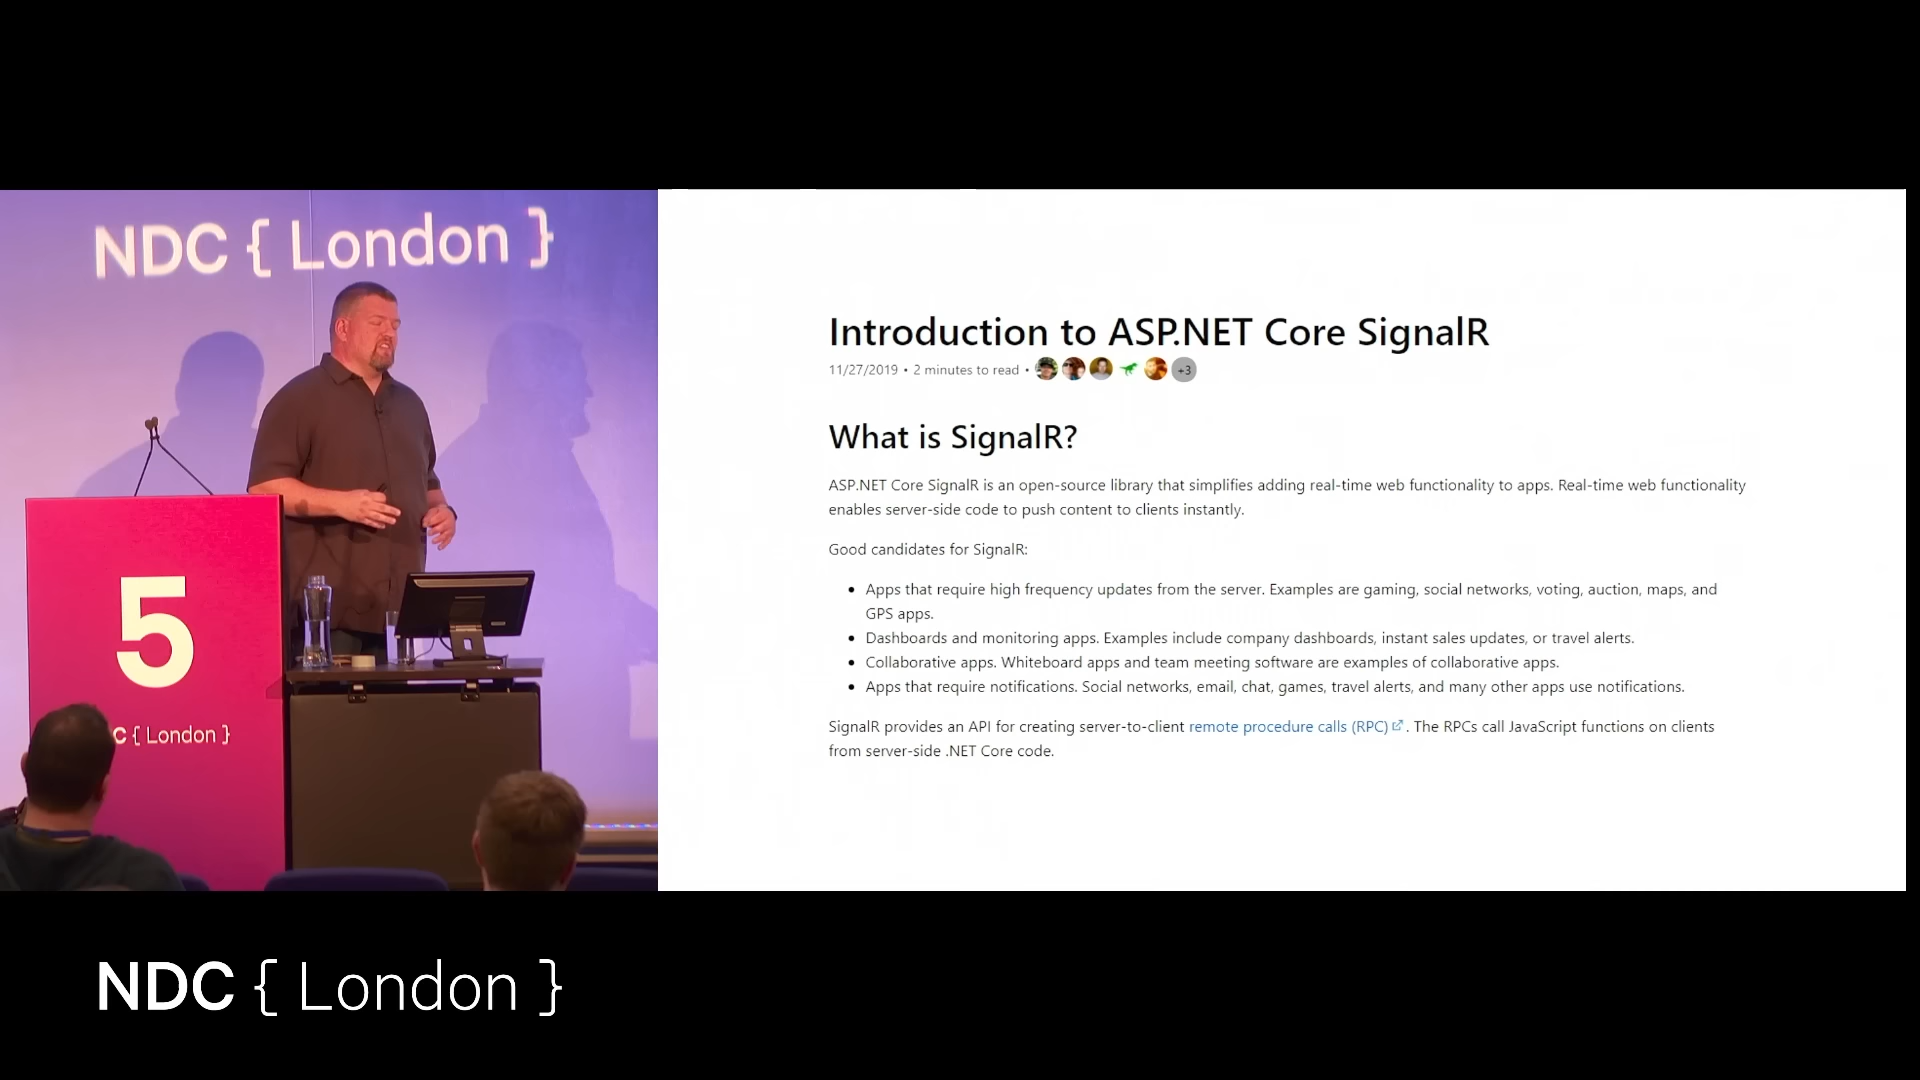 NDC { London }
5
C { London }
Introduction to ASP.NET Core SignalR
11/27/2019 • 2 minutes to read • +3
What is SignalR?
ASP.NET Core SignalR is an open-source library that simplifies adding real-time web functionality to apps. Real-time web functionality
enables server-side code to push content to clients instantly.
Good candidates for SignalR:
• Apps that require high frequency updates from the server. Examples are gaming, social networks, voting, auction, maps, and
GPS apps.
• Dashboards and monitoring apps. Examples include company dashboards, instant sales updates, or travel alerts.
• Collaborative apps. Whiteboard apps and team meeting software are examples of collaborative apps.
• Apps that require notifications. Social networks, email, chat, games, travel alerts, and many other apps use notifications.
SignalR provides an API for creating server-to-client remote procedure calls (RPC). The RPCs call JavaScript functions on clients
from server-side .NET Core code.
NDC { London }